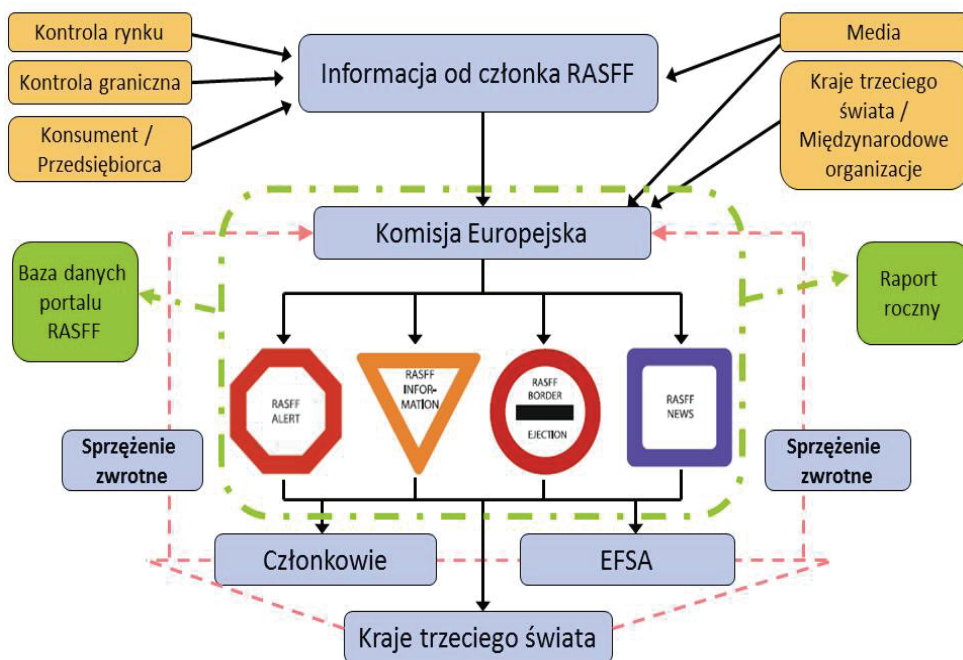 Kontrola rynku
Kontrola graniczna
Konsument /
Przedsiębiorca
Informacja od członka RASFF
Media
Kraje trzeciego
świata /
Międzynarodowe
organizacje
Komisja Europejska
Baza danych
portalu
RASFF
Raport
roczny
RASFF
ALERT
RASFF
INFOR-
MATION
RASFF
BORDER
EJECTION
RASFF
NEWS
Sprzężenie
zwrotne
Sprzężenie
zwrotne
Członkowie
EFSA
Kraje trzeciego świata